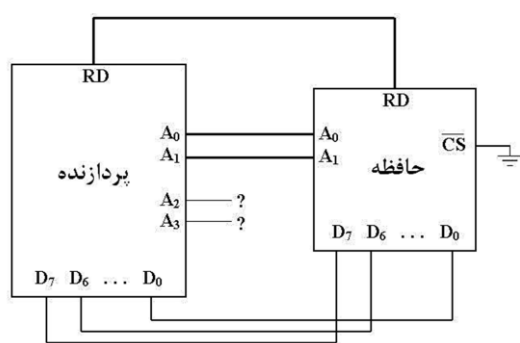 RD
RD
A₀
A₀
CS
A₁
A₁
پردازنده
حافظه
A₂ ?
A₃ ?
D₇ D₆ ... D₀
D₇ D₆ ... D₀